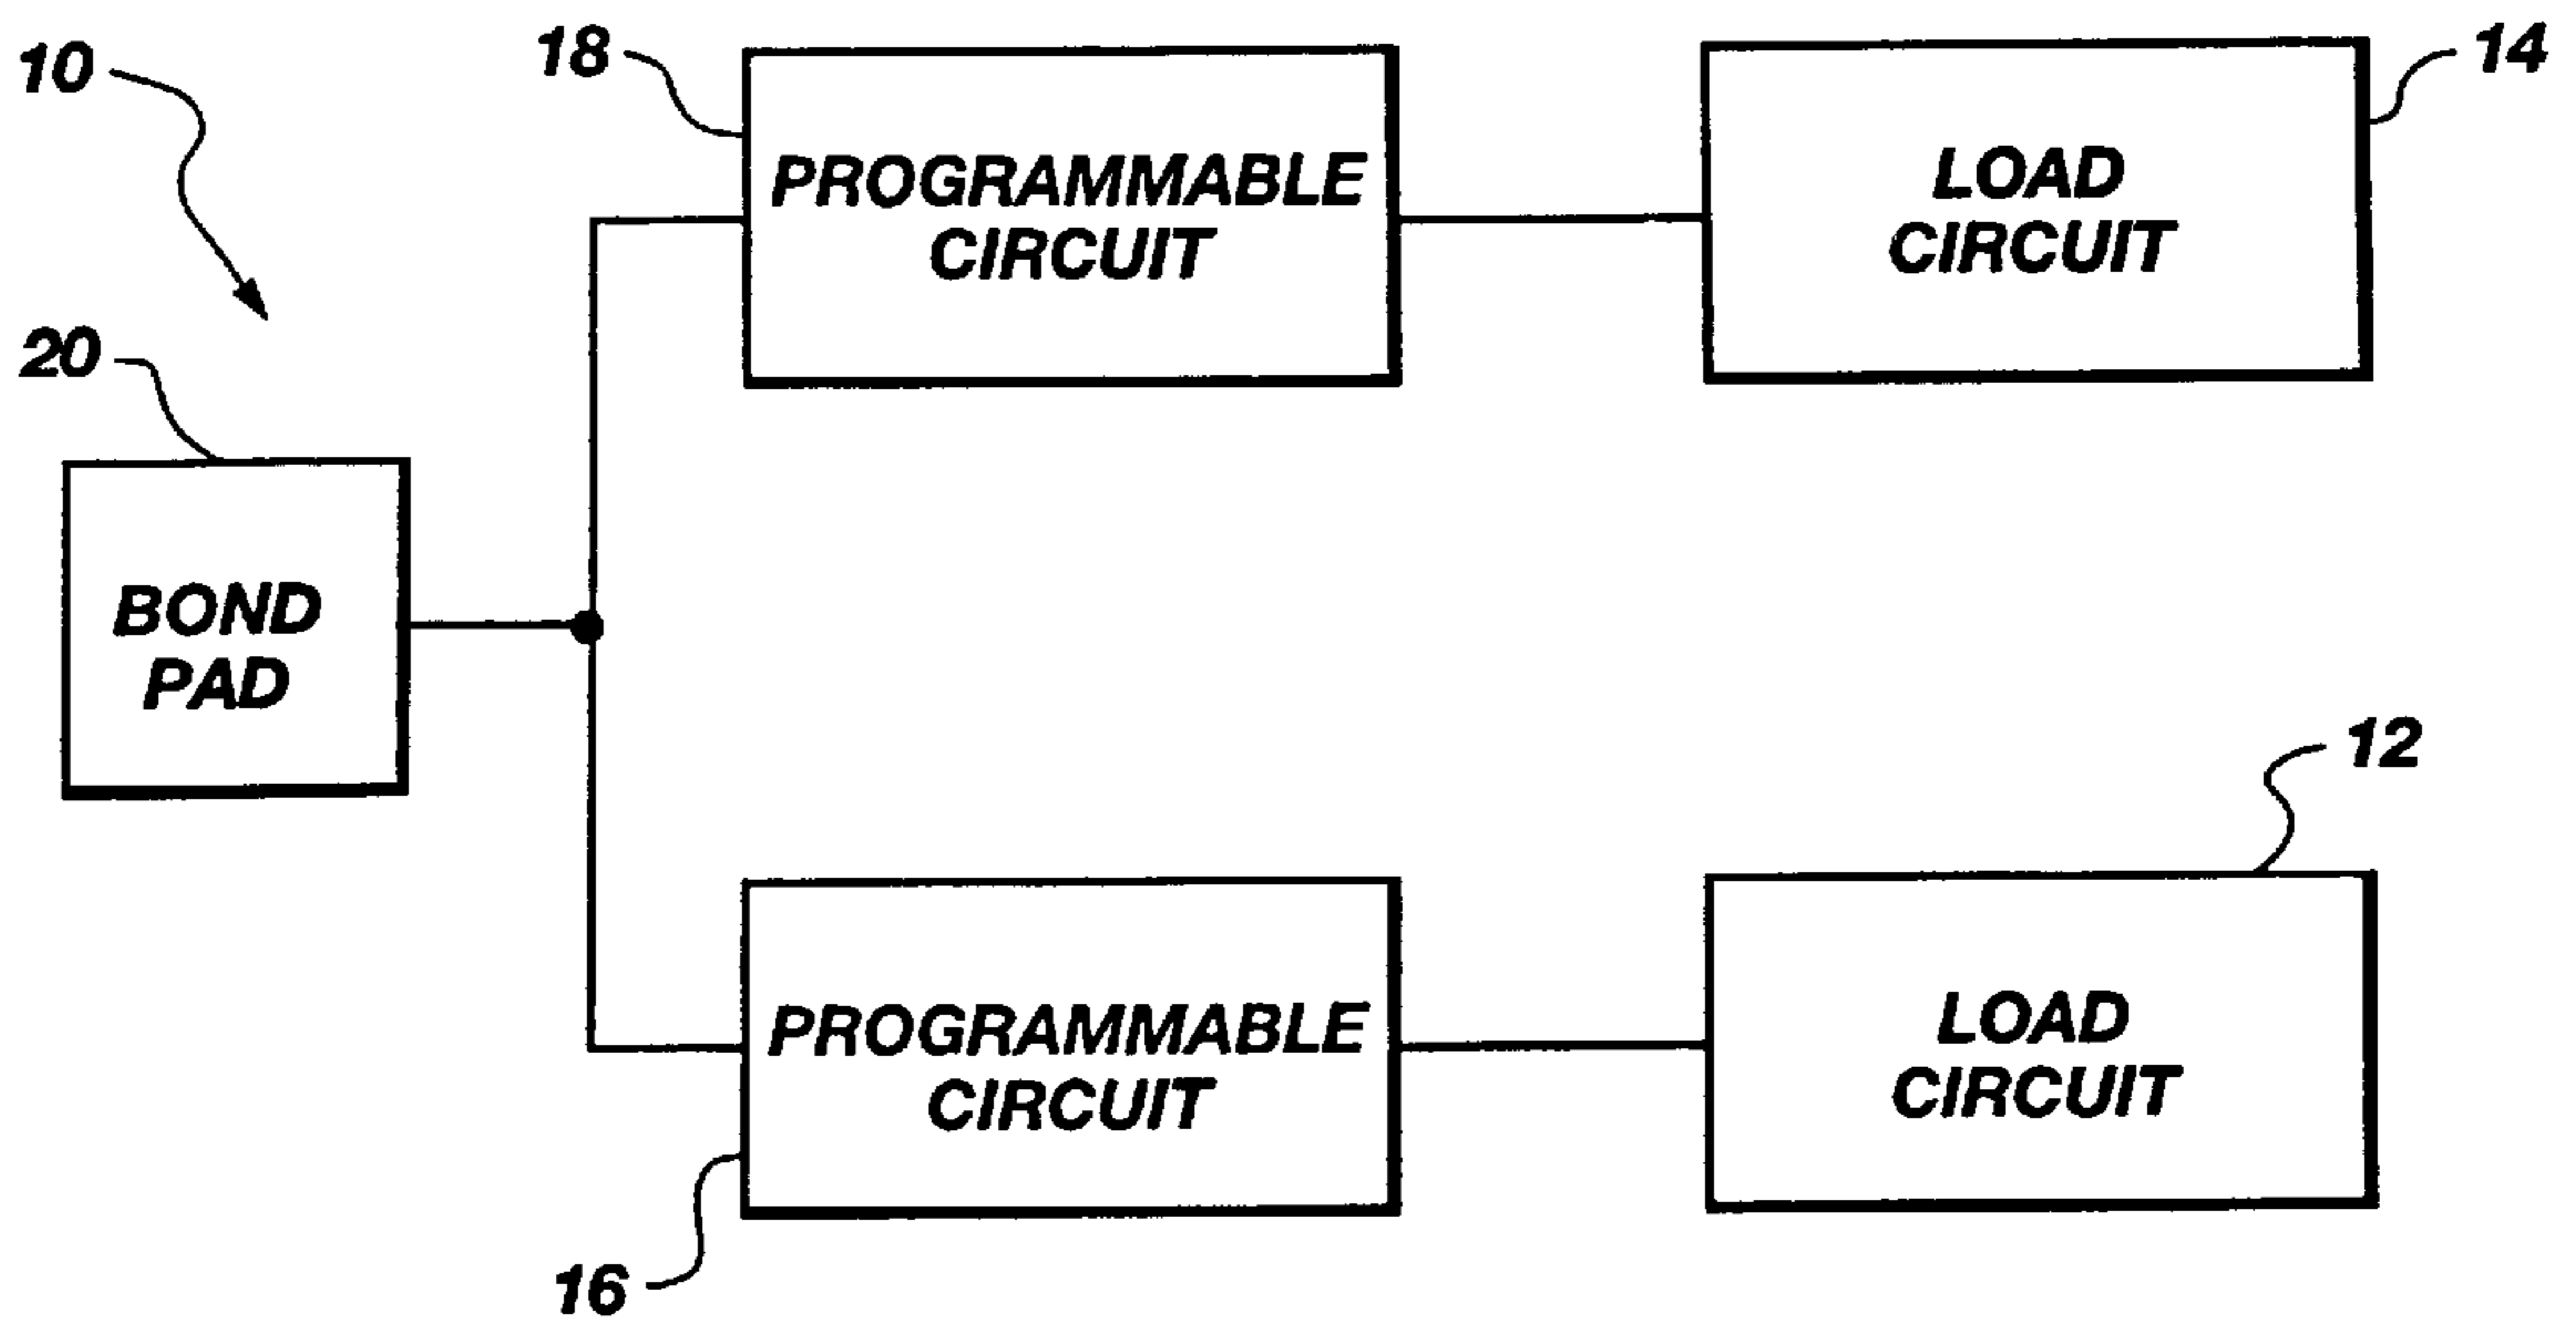 10
18
PROGRAMMABLE
CIRCUIT
LOAD
CIRCUIT
14
20
BOND
PAD
12
PROGRAMMABLE
CIRCUIT
LOAD
CIRCUIT
16